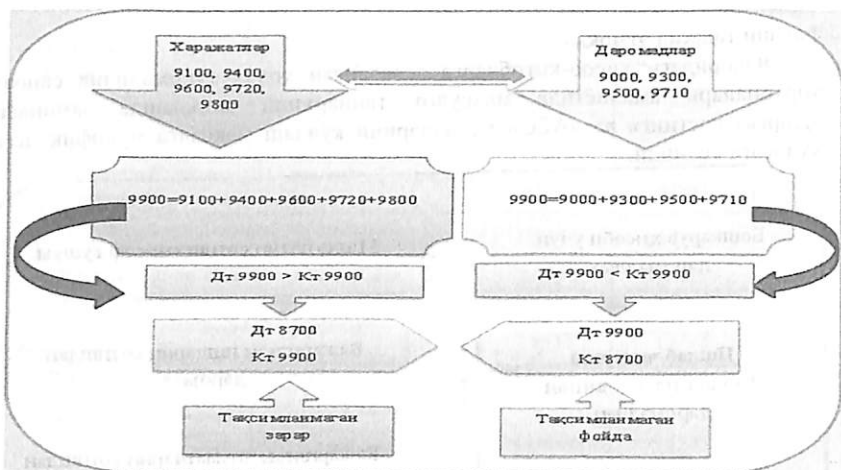 Харажатлар
9100, 9400,
9600, 9720,
9800
Даромадлар
9000, 9300,
9500, 9710
9900=9100+9400+9600+9720+9800
9900=9000+9300+9500+9710
Дт 9900 > Кт 9900
Дт 9900 < Кт 9900
Дт 8700
Кт 9900
Дт 9900
Кт 8700
Тақсимланмаган
зарар
Тақсимланмаган
фойда